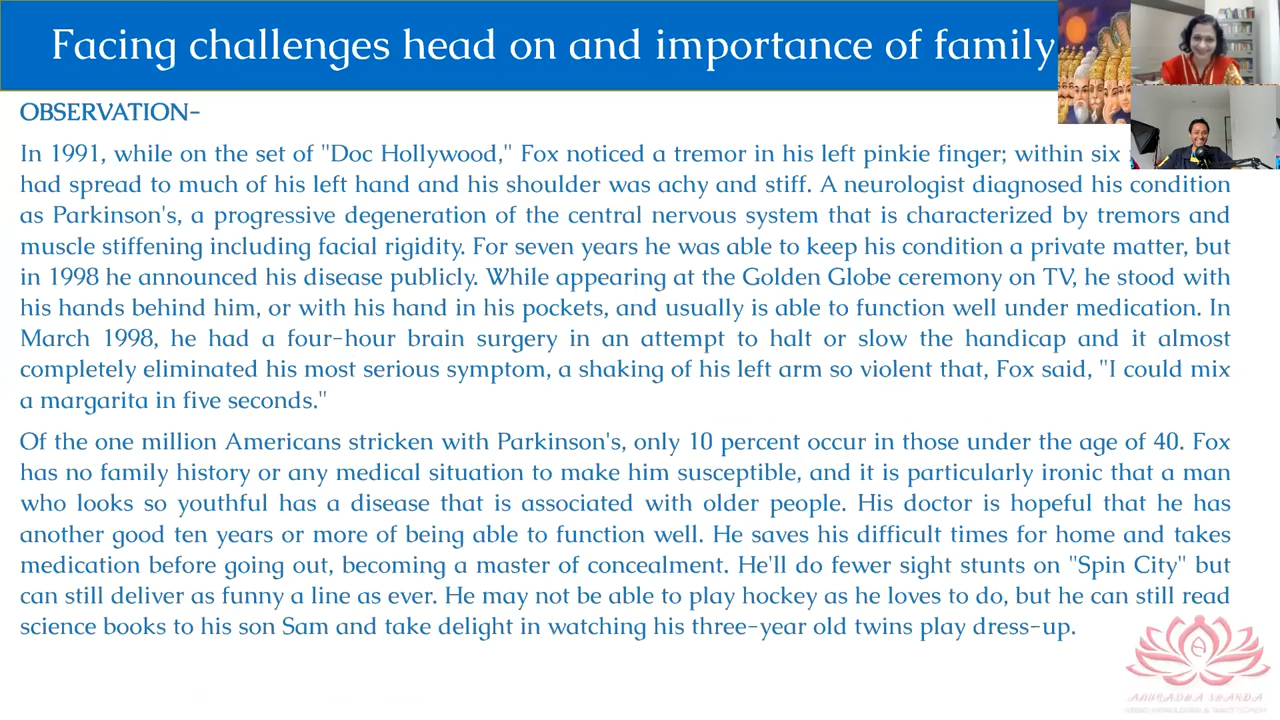 Facing challenges head on and importance of family
OBSERVATION-
In 1991, while on the set of "Doc Hollywood," Fox noticed a tremor in his left pinkie finger; within six
had spread to much of his left hand and his shoulder was achy and stiff. A neurologist diagnosed his condition
as Parkinson's, a progressive degeneration of the central nervous system that is characterized by tremors and
muscle stiffening including facial rigidity. For seven years he was able to keep his condition a private matter, but
in 1998 he announced his disease publicly. While appearing at the Golden Globe ceremony on TV, he stood with
his hands behind him, or with his hand in his pockets, and usually is able to function well under medication. In
March 1998, he had a four-hour brain surgery in an attempt to halt or slow the handicap and it almost
completely eliminated his most serious symptom, a shaking of his left arm so violent that, Fox said, "I could mix
a margarita in five seconds."
Of the one million Americans stricken with Parkinson's, only 10 percent occur in those under the age of 40. Fox
has no family history or any medical situation to make him susceptible, and it is particularly ironic that a man
who looks so youthful has a disease that is associated with older people. His doctor is hopeful that he has
another good ten years or more of being able to function well. He saves his difficult times for home and takes
medication before going out, becoming a master of concealment. He'll do fewer sight stunts on "Spin City" but
can still deliver as funny a line as ever. He may not be able to play hockey as he loves to do, but he can still read
science books to his son Sam and take delight in watching his three-year old twins play dress-up.
ANURADHA SHARDA